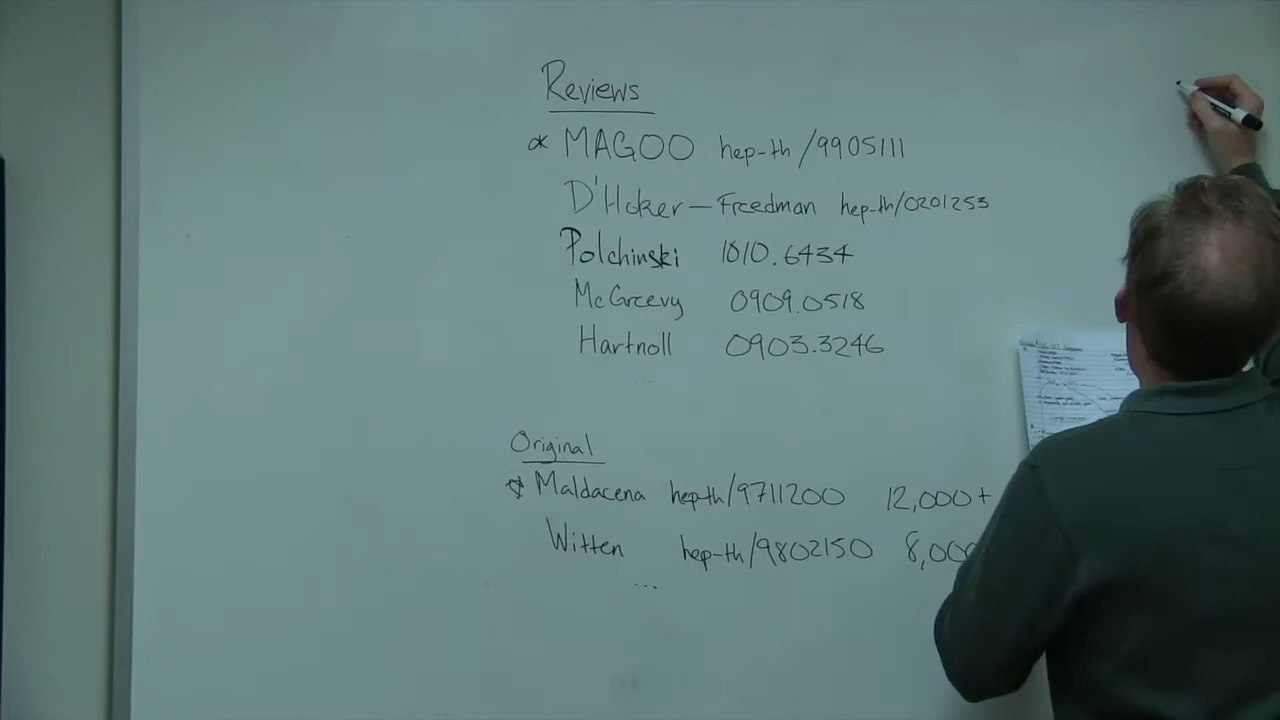 Reviews
* MAGOO hep-th/9905111
D'Hoker – Freedman hep-th/0201253
Polchinski 1010.6434
McGreevy 0909.0518
Hartnoll 0903.3246
...
Original
* Maldacena hep-th/9711200 12,000+
Witten hep-th/9802150 8,000
...